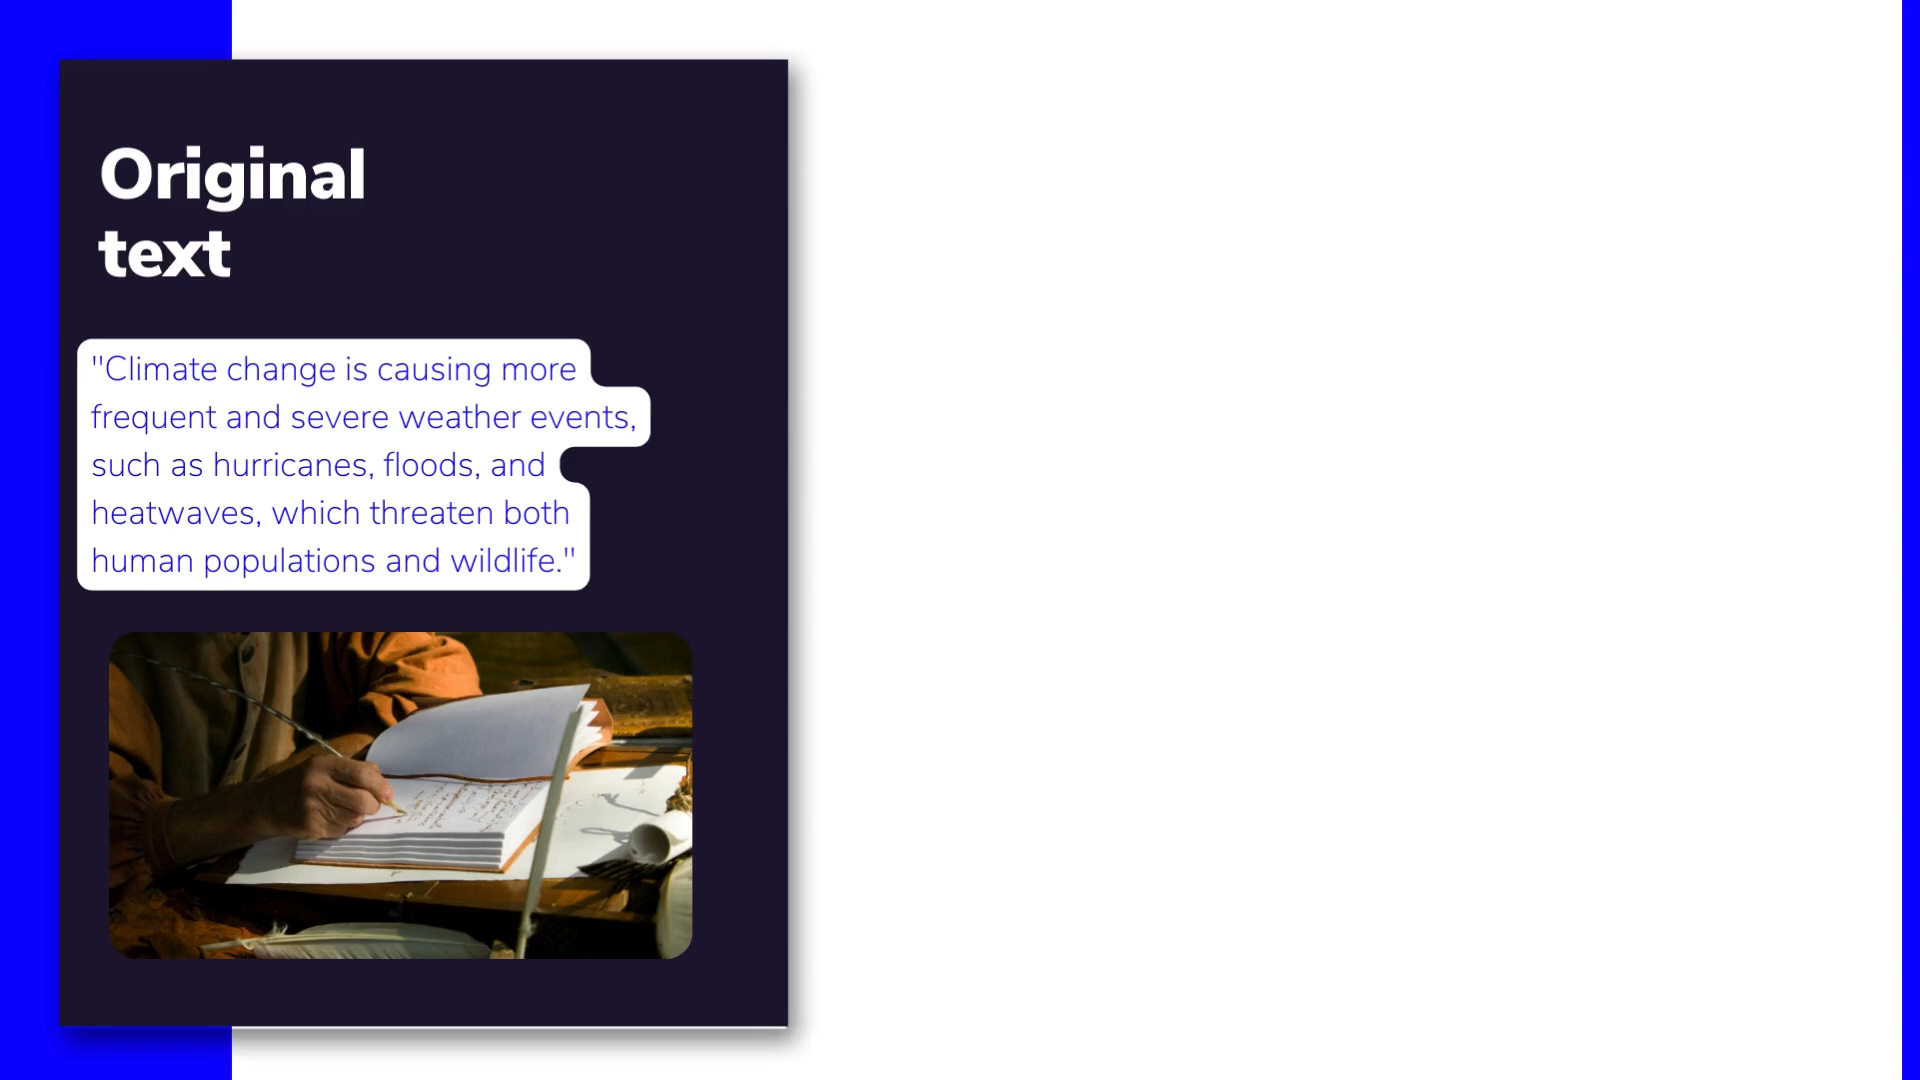 Original
text
"Climate change is causing more
frequent and severe weather events,
such as hurricanes, floods, and
heatwaves, which threaten both
human populations and wildlife."